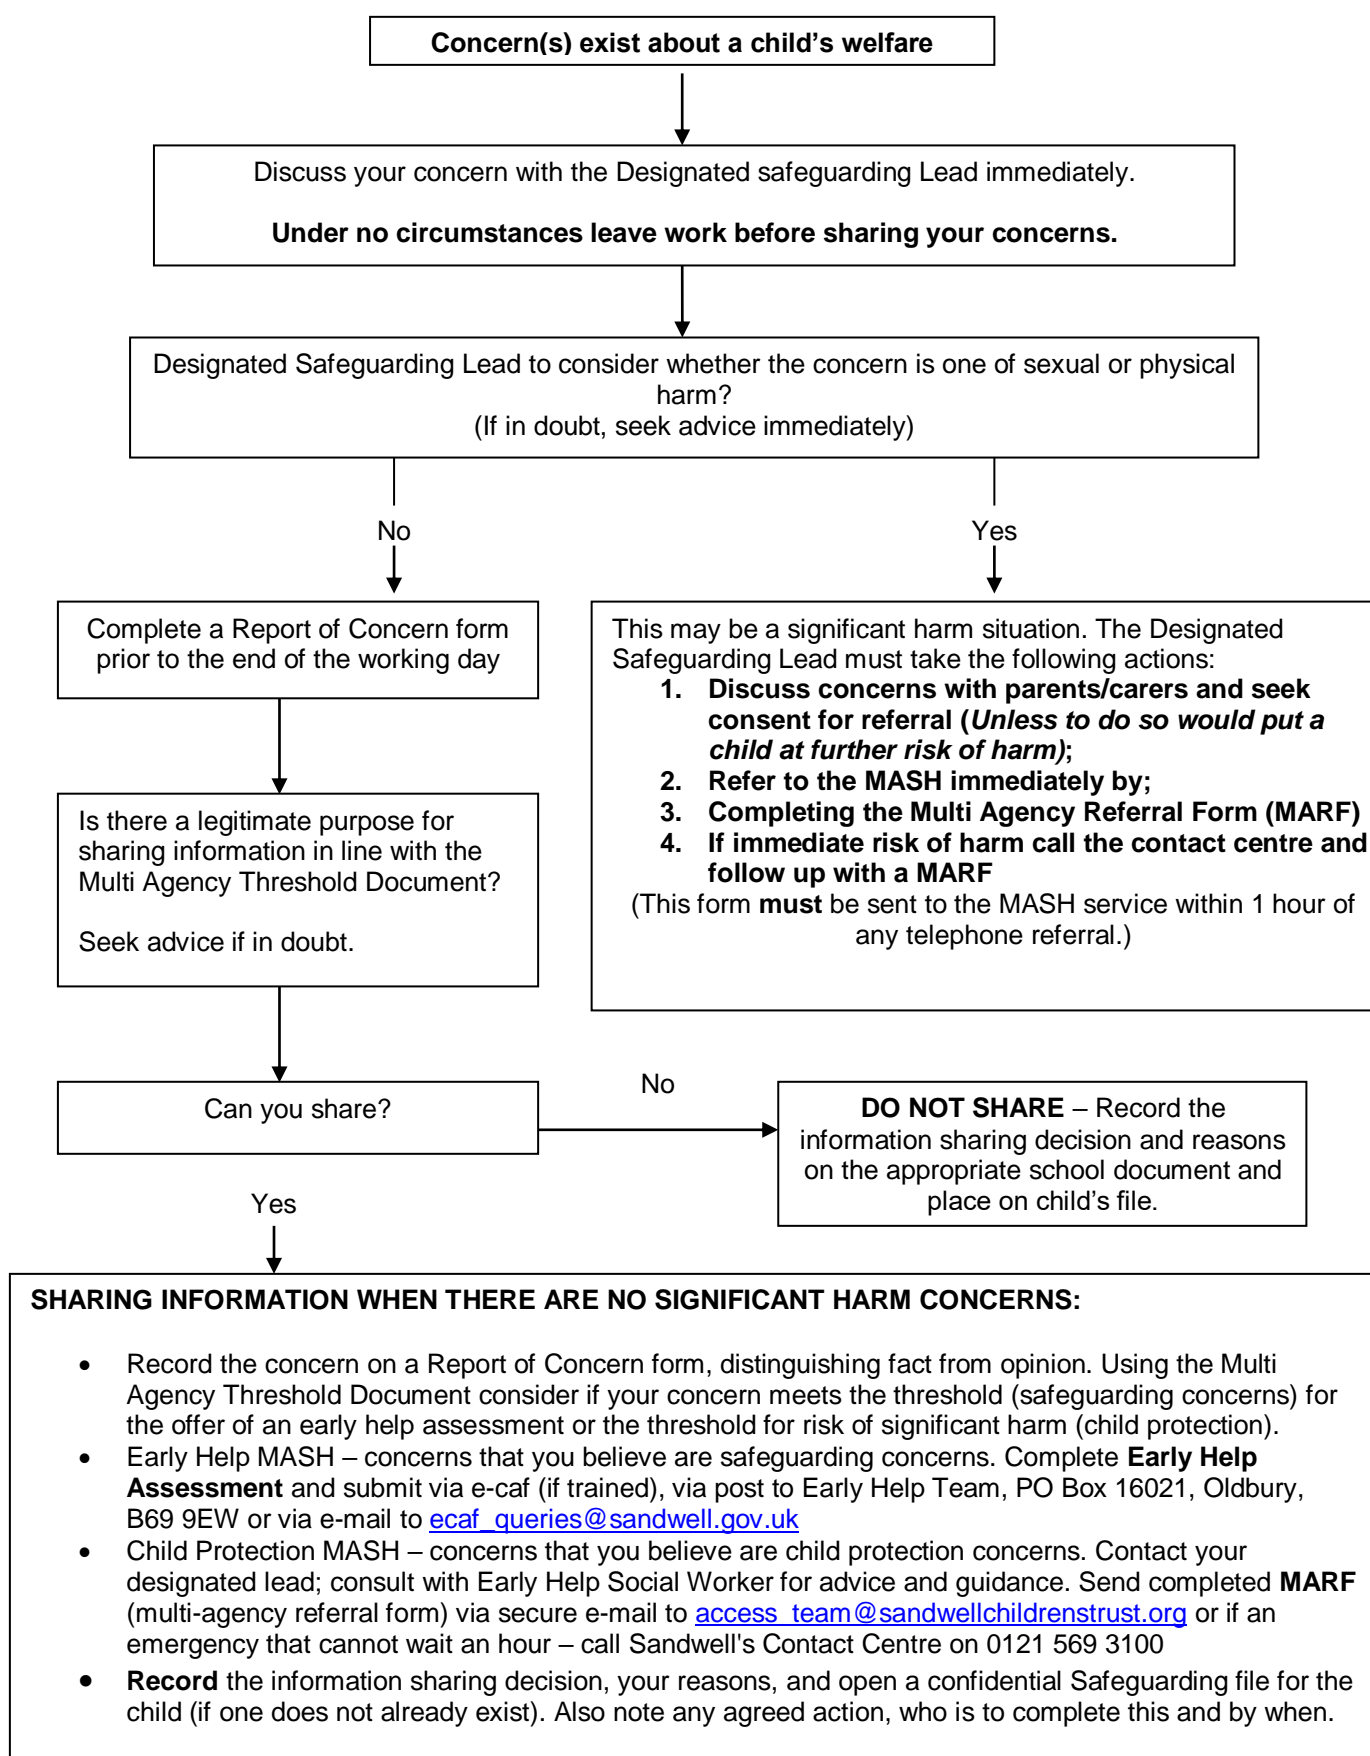 Concern(s) exist about a child's welfare
Discuss your concern with the Designated safeguarding Lead immediately.
Under no circumstances leave work before sharing your concerns.
Designated Safeguarding Lead to consider whether the concern is one of sexual or physical
harm?
(If in doubt, seek advice immediately)
No
Yes
Complete a Report of Concern form
prior to the end of the working day
This may be a significant harm situation. The Designated
Safeguarding Lead must take the following actions:
1. Discuss concerns with parents/carers and seek
consent for referral (Unless to do so would put a
child at further risk of harm);
2. Refer to the MASH immediately by;
3. Completing the Multi Agency Referral Form (MARF)
4. If immediate risk of harm call the contact centre and
follow up with a MARF
(This form must be sent to the MASH service within 1 hour of
any telephone referral.)
Is there a legitimate purpose for
sharing information in line with the
Multi Agency Threshold Document?
Seek advice if in doubt.
Can you share?
No
DO NOT SHARE – Record the
information sharing decision and reasons
on the appropriate school document and
place on child's file.
Yes
SHARING INFORMATION WHEN THERE ARE NO SIGNIFICANT HARM CONCERNS:
• Record the concern on a Report of Concern form, distinguishing fact from opinion. Using the Multi
Agency Threshold Document consider if your concern meets the threshold (safeguarding concerns) for
the offer of an early help assessment or the threshold for risk of significant harm (child protection).
• Early Help MASH – concerns that you believe are safeguarding concerns. Complete Early Help
Assessment and submit via e-caf (if trained), via post to Early Help Team, PO Box 16021, Oldbury,
B69 9EW or via e-mail to ecaf_queries@sandwell.gov.uk
• Child Protection MASH – concerns that you believe are child protection concerns. Contact your
designated lead; consult with Early Help Social Worker for advice and guidance. Send completed MARF
(multi-agency referral form) via secure e-mail to access_team@sandwellchildrenstrust.org or if an
emergency that cannot wait an hour – call Sandwell's Contact Centre on 0121 569 3100
• Record the information sharing decision, your reasons, and open a confidential Safeguarding file for the
child (if one does not already exist). Also note any agreed action, who is to complete this and by when.